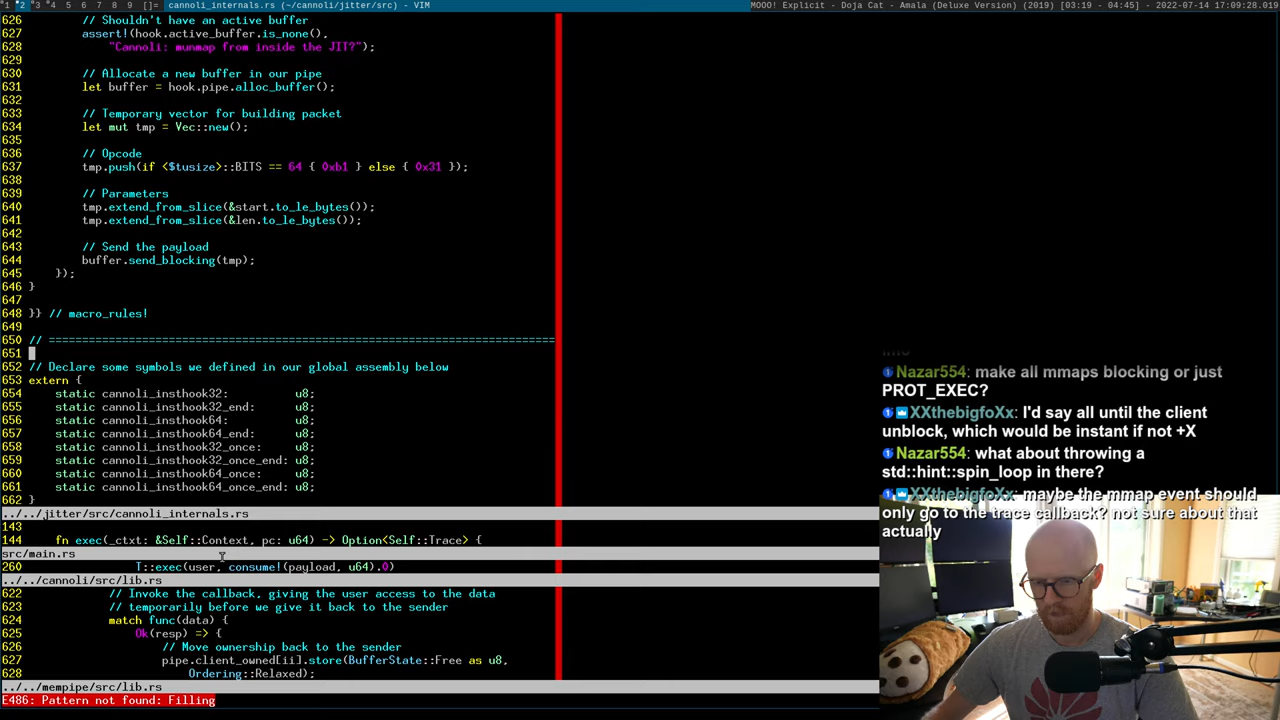 1 2 3 4 5 6 7 8 9 []= cannoli_internals.rs (~/cannoli/jitter/src) - VIM MOOO! Explicit - Doja Cat - Amala (Deluxe Version) (2019) [03:19 - 04:45] - 2022-07-14 17:09:28.019
626 // Shouldn't have an active buffer
627 assert!(hook.active_buffer.is_none(),
628 "Cannoli: munmap from inside the JIT?");
629
630 // Allocate a new buffer in our pipe
631 let buffer = hook.pipe.alloc_buffer();
632
633 // Temporary vector for building packet
634 let mut tmp = Vec::new();
635
636 // Opcode
637 tmp.push(if <$tusize>::BITS == 64 { 0xb1 } else { 0x31 });
638
639 // Parameters
640 tmp.extend_from_slice(&start.to_le_bytes());
641 tmp.extend_from_slice(&len.to_le_bytes());
642
643 // Send the payload
644 buffer.send_blocking(tmp);
645 });
646 }
647
648 }} // macro_rules!
649
650 // ============================================================================
651
652 // Declare some symbols we defined in our global assembly below
653 extern {
654 static cannoli_insthook32: u8;
655 static cannoli_insthook32_end: u8;
656 static cannoli_insthook64: u8;
657 static cannoli_insthook64_end: u8;
658 static cannoli_insthook32_once: u8;
659 static cannoli_insthook32_once_end: u8;
660 static cannoli_insthook64_once: u8;
661 static cannoli_insthook64_once_end: u8;
662 }
../../jitter/src/cannoli_internals.rs
143
144 fn exec(_ctxt: &Self::Context, pc: u64) -> Option<Self::Trace> {
src/main.rs
260 T::exec(user, consume!(payload, u64).0)
../../cannoli/src/lib.rs
622 // Invoke the callback, giving the user access to the data
623 // temporarily before we give it back to the sender
624 match func(data) {
625 Ok(resp) => {
626 // Move ownership back to the sender
627 pipe.client_owned[ii].store(BufferState::Free as u8,
628 Ordering::Relaxed);
../../mempipe/src/lib.rs
E486: Pattern not found: Filling
Nazar554: make all mmaps blocking or just
PROT_EXEC?
XXthebigfoXx: I'd say all until the client
unblock, which would be instant if not +X
Nazar554: what about throwing a
std::hint::spin_loop in there?
XXthebigfoXx: maybe the mmap event should
only go to the trace callback? not sure about that
actually